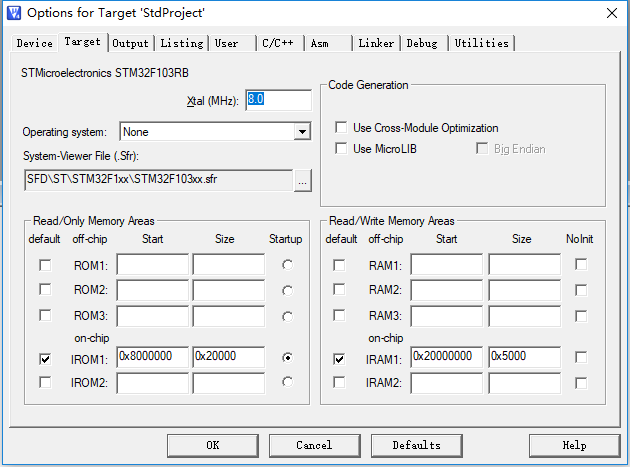 Options for Target 'StdProject'
Device Target Output Listing User C/C++ Asm Linker Debug Utilities
STMicroelectronics STM32F103RB
Xtal (MHz): 8.0
Operating system: None
System-Viewer File (.Sfr):
SFD\ST\STM32F1xx\STM32F103xx.sfr ...
Code Generation
Use Cross-Module Optimization
Use MicroLIB Big Endian
Read/Only Memory Areas
default off-chip Start Size Startup
ROM1:
ROM2:
ROM3:
on-chip
IROM1: 0x8000000 0x20000
IROM2:
Read/Write Memory Areas
default off-chip Start Size NoInit
RAM1:
RAM2:
RAM3:
on-chip
IRAM1: 0x20000000 0x5000
IRAM2:
OK Cancel Defaults Help